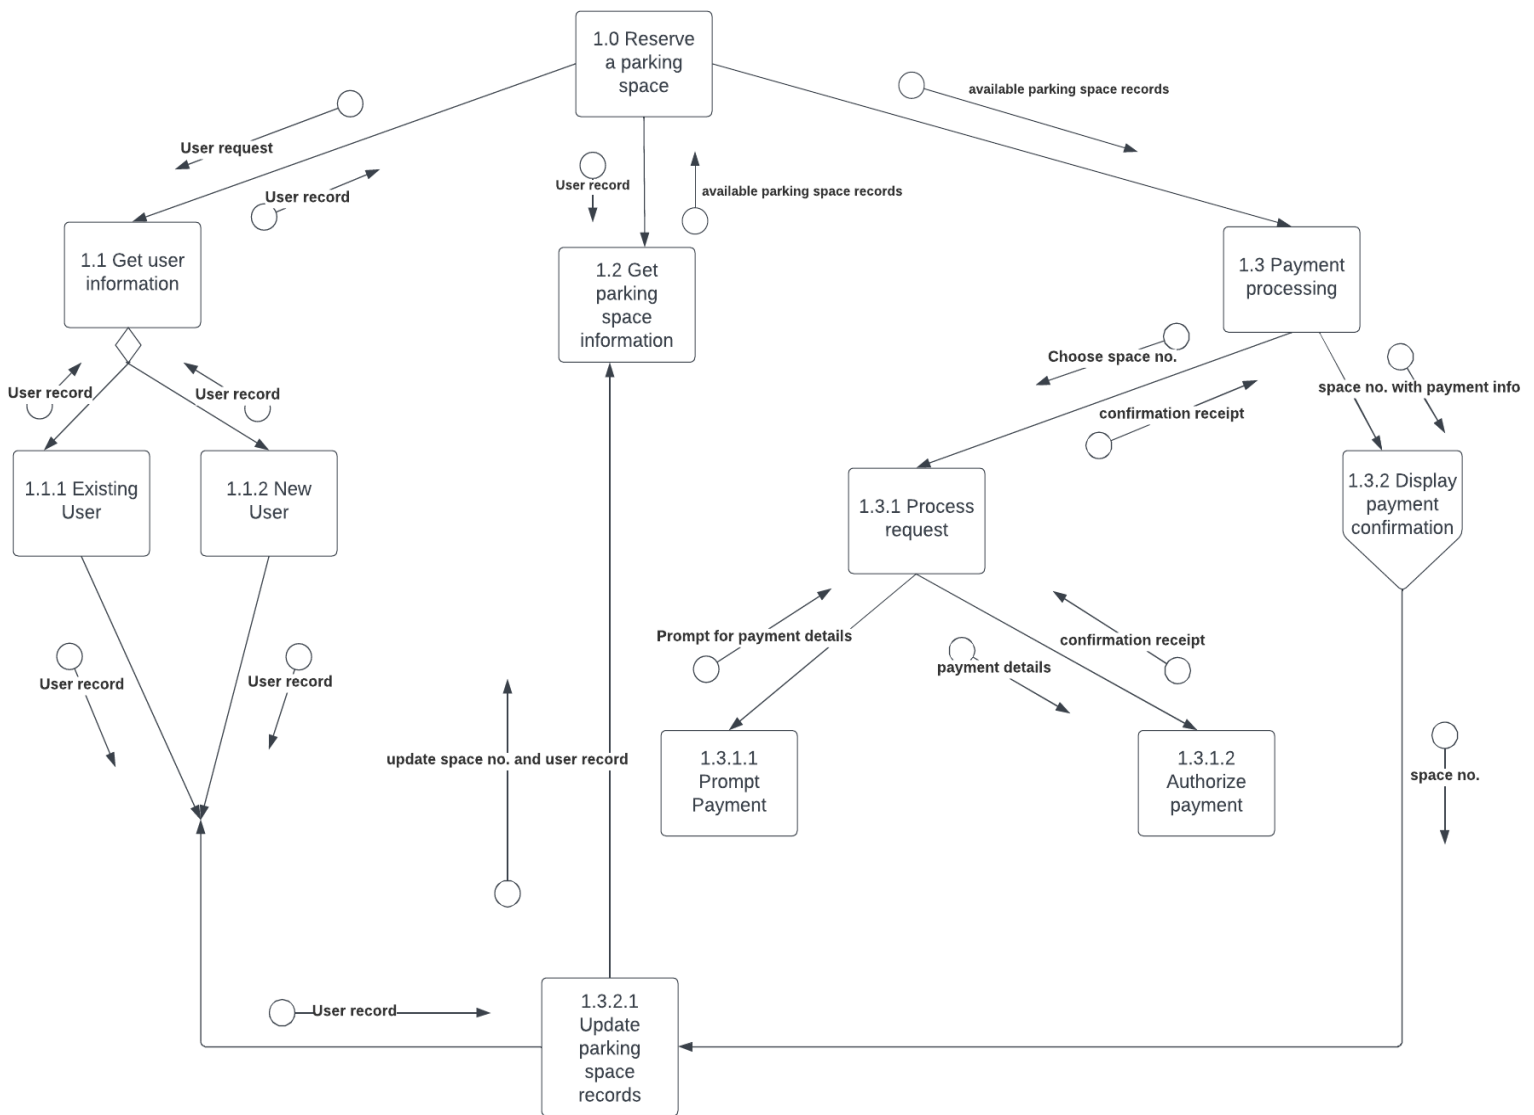 1.0 Reserve
a parking
space
available parking space records
User request
User record
User record
available parking space records
1.1 Get user
information
1.2 Get
parking
space
information
1.3 Payment
processing
Choose space no.
confirmation receipt
space no. with payment info
User record
User record
1.1.1 Existing
User
1.1.2 New
User
1.3.1 Process
request
1.3.2 Display
payment
confirmation
Prompt for payment details
payment details
confirmation receipt
User record
User record
update space no. and user record
1.3.1.1
Prompt
Payment
1.3.1.2
Authorize
payment
space no.
User record
1.3.2.1
Update
parking
space
records